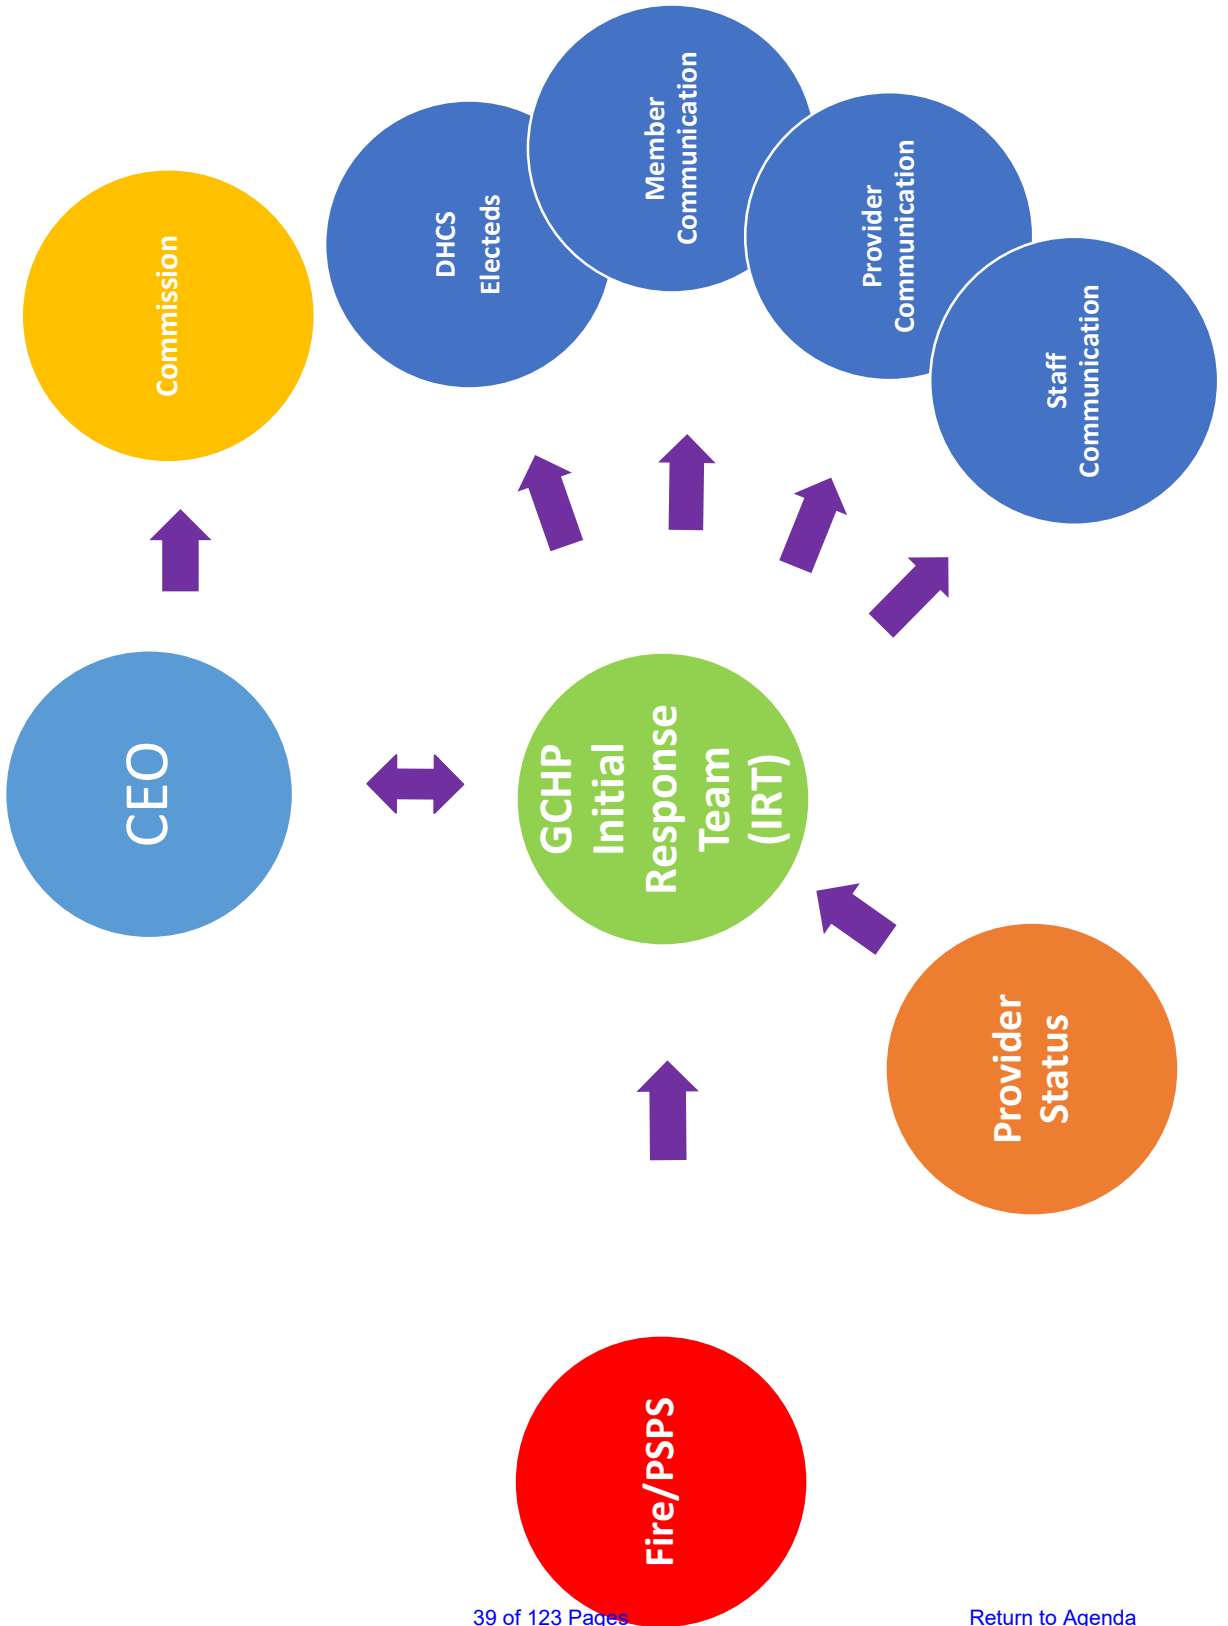 CEO
Commission
Fire/PSPS
GCHP
Initial
Response
Team
(IRT)
DHCS
Electeds
Member
Communication
Provider
Communication
Staff
Communication
Provider
Status
39 of 123 Pages
Return to Agenda